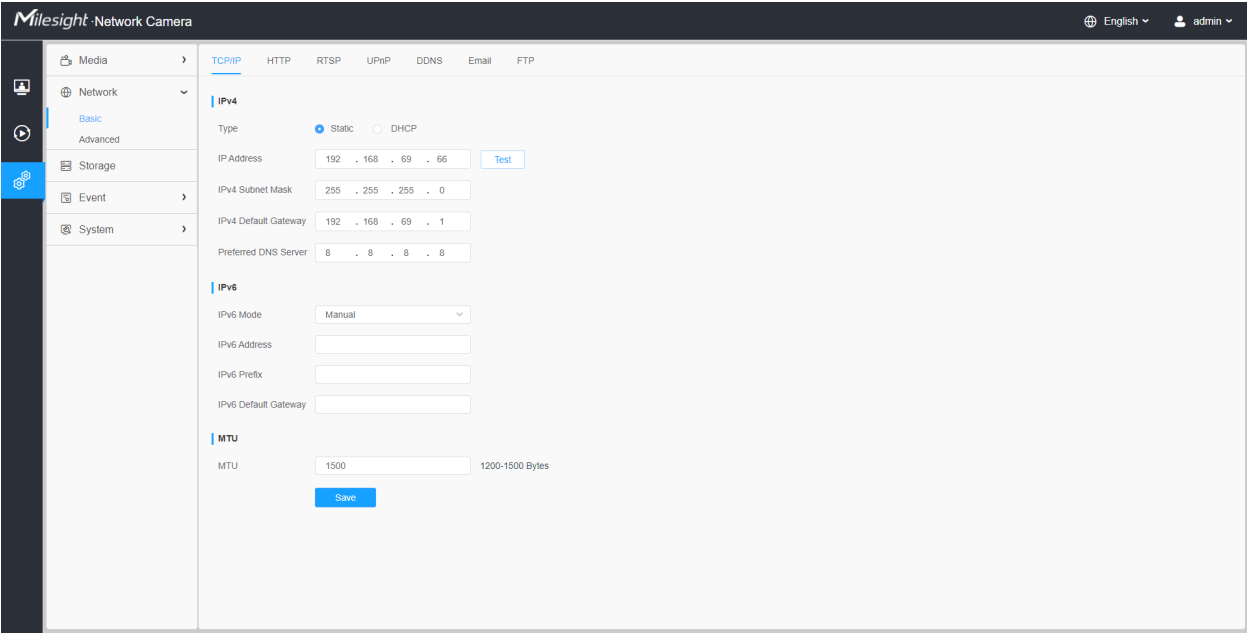 Milesight·Network Camera English admin
Media
Network
Basic
Advanced
Storage
Event
System
TCP/IP HTTP RTSP UPnP DDNS Email FTP
IPv4
Type Static DHCP
IP Address 192 . 168 . 69 . 66 Test
IPv4 Subnet Mask 255 . 255 . 255 . 0
IPv4 Default Gateway 192 . 168 . 69 . 1
Preferred DNS Server 8 . 8 . 8 . 8
IPv6
IPv6 Mode Manual
IPv6 Address
IPv6 Prefix
IPv6 Default Gateway
MTU
MTU 1500 1200-1500 Bytes
Save